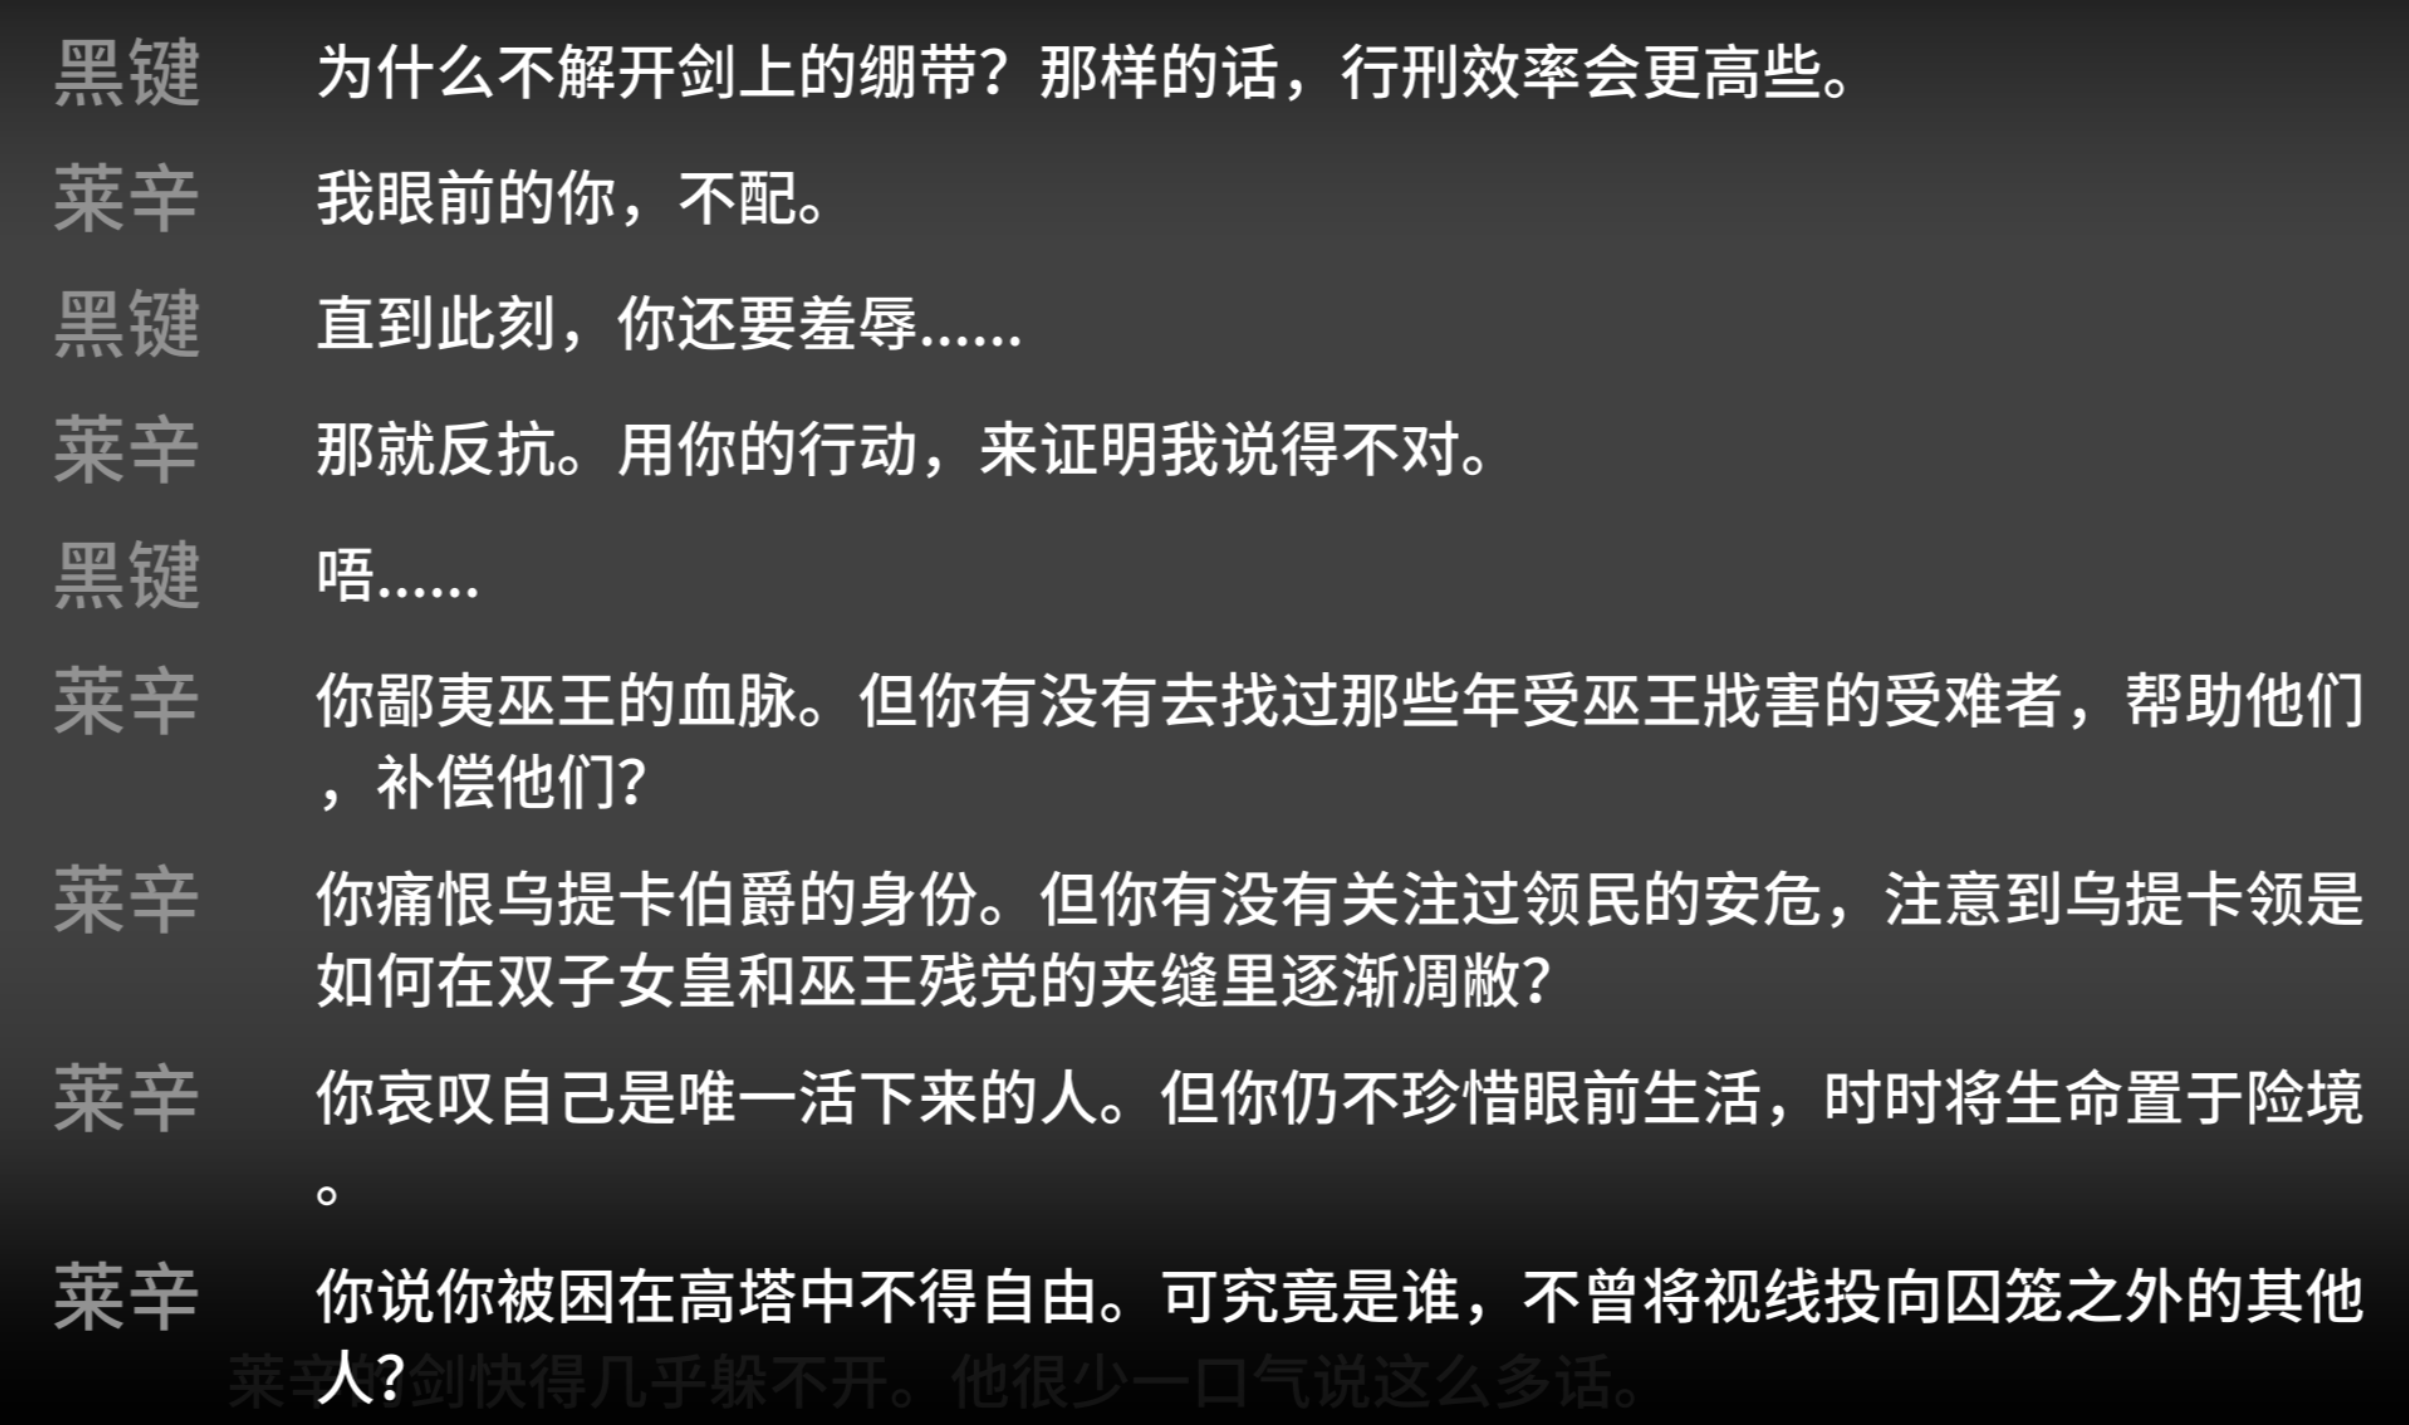 黑键 为什么不解开剑上的绷带？那样的话，行刑效率会更高些。
莱辛 我眼前的你，不配。
黑键 直到此刻，你还要羞辱......
莱辛 那就反抗。用你的行动，来证明我说得不对。
黑键 唔......
莱辛 你鄙夷巫王的血脉。但你有没有去找过那些年受巫王戕害的受难者，帮助他们
，补偿他们？
莱辛 你痛恨乌提卡伯爵的身份。但你有没有关注过领民的安危，注意到乌提卡领是
如何在双子女皇和巫王残党的夹缝里逐渐凋敝？
莱辛 你哀叹自己是唯一活下来的人。但你仍不珍惜眼前生活，时时将生命置于险境
。
莱辛 你说你被困在高塔中不得自由。可究竟是谁，不曾将视线投向囚笼之外的其他
人？
莱辛的剑快得几乎躲不开。他很少一口气说这么多话。